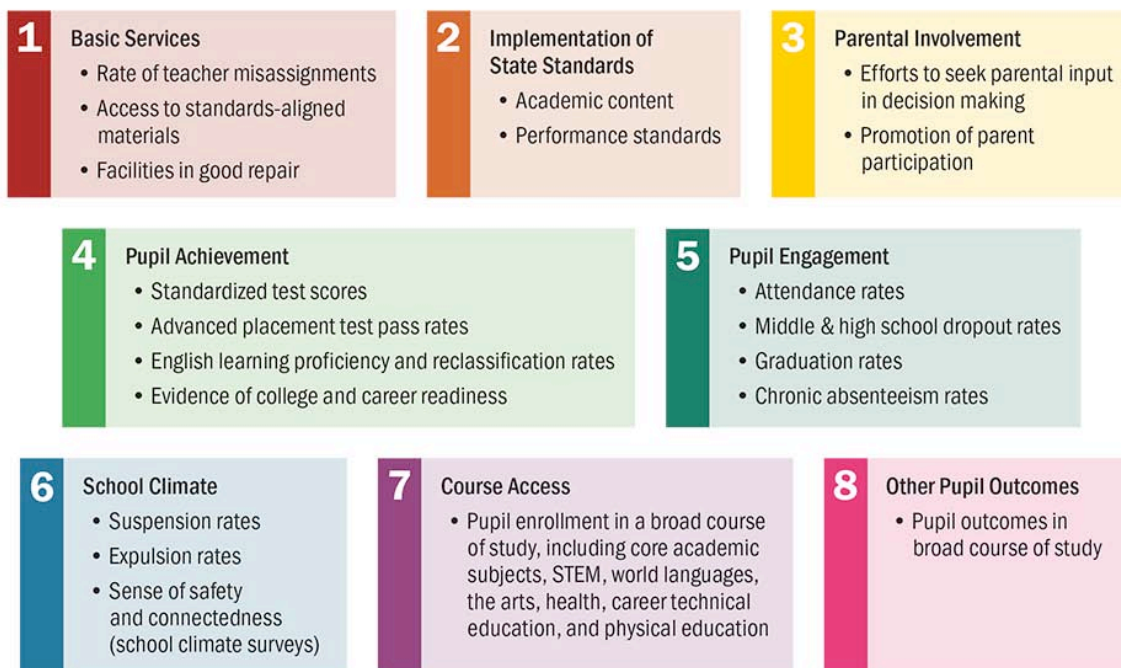 1
Basic Services
• Rate of teacher misassignments
• Access to standards-aligned
materials
• Facilities in good repair
2
Implementation of
State Standards
• Academic content
• Performance standards
3
Parental Involvement
• Efforts to seek parental input
in decision making
• Promotion of parent
participation
4
Pupil Achievement
• Standardized test scores
• Advanced placement test pass rates
• English learning proficiency and reclassification rates
• Evidence of college and career readiness
5
Pupil Engagement
• Attendance rates
• Middle & high school dropout rates
• Graduation rates
• Chronic absenteeism rates
6
School Climate
• Suspension rates
• Expulsion rates
• Sense of safety
and connectedness
(school climate surveys)
7
Course Access
• Pupil enrollment in a broad course
of study, including core academic
subjects, STEM, world languages,
the arts, health, career technical
education, and physical education
8
Other Pupil Outcomes
• Pupil outcomes in
broad course of study